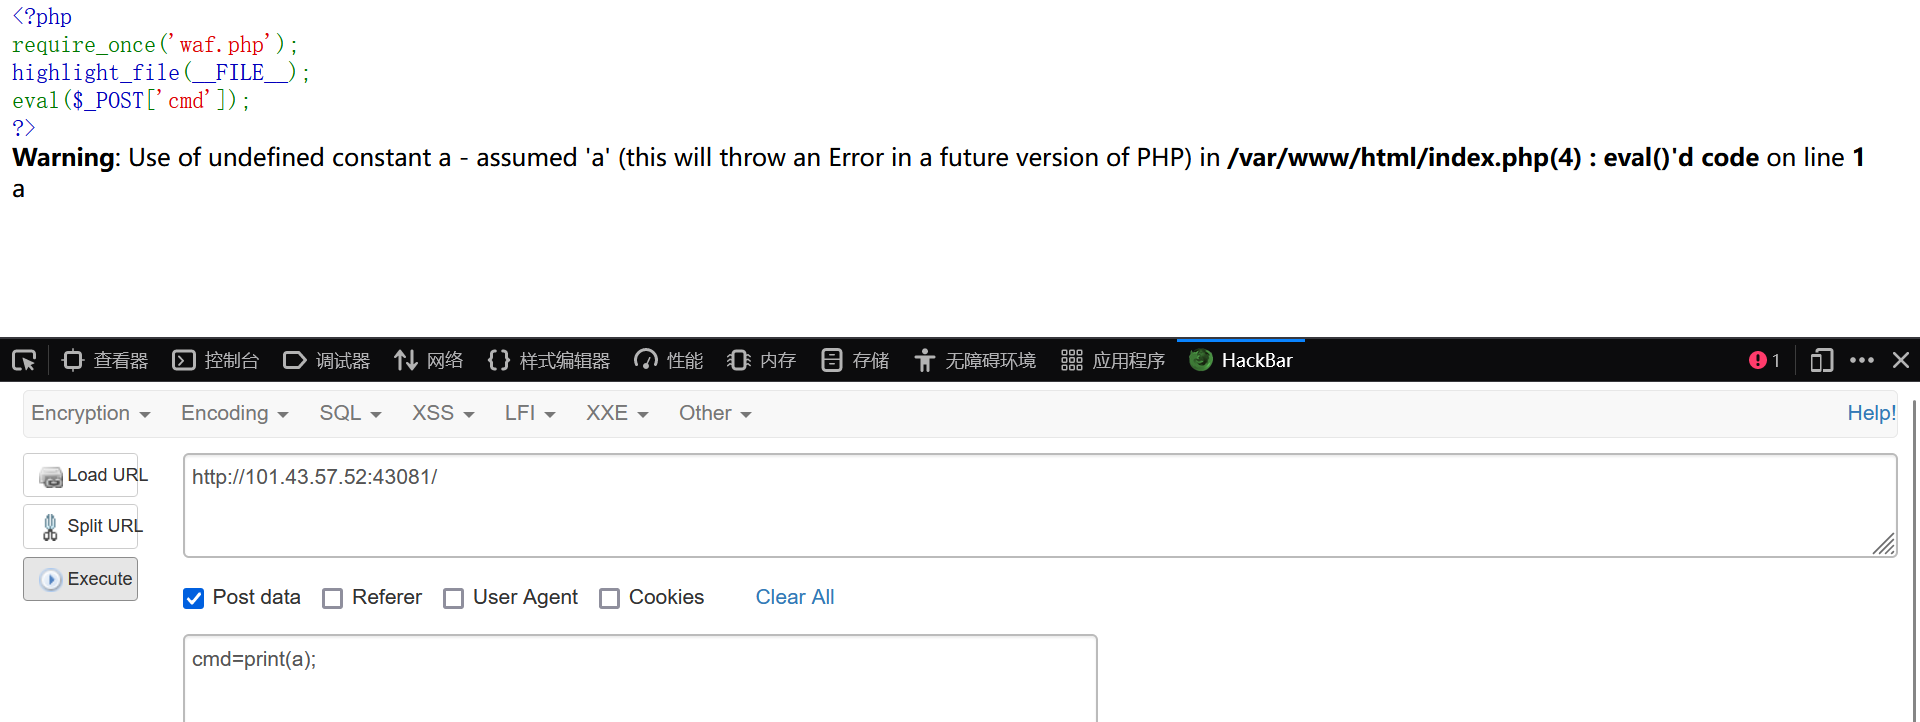 <?php
require_once('waf.php');
highlight_file(__FILE__);
eval($_POST['cmd']);
?>
Warning: Use of undefined constant a - assumed 'a' (this will throw an Error in a future version of PHP) in /var/www/html/index.php(4) : eval()'d code on line 1
a
查看器 控制台 调试器 网络 样式编辑器 性能 内存 存储 无障碍环境 应用程序 HackBar 1
Encryption Encoding SQL XSS LFI XXE Other Help!
Load URL http://101.43.57.52:43081/
Split URL
Execute
Post data Referer User Agent Cookies Clear All
cmd=print(a);